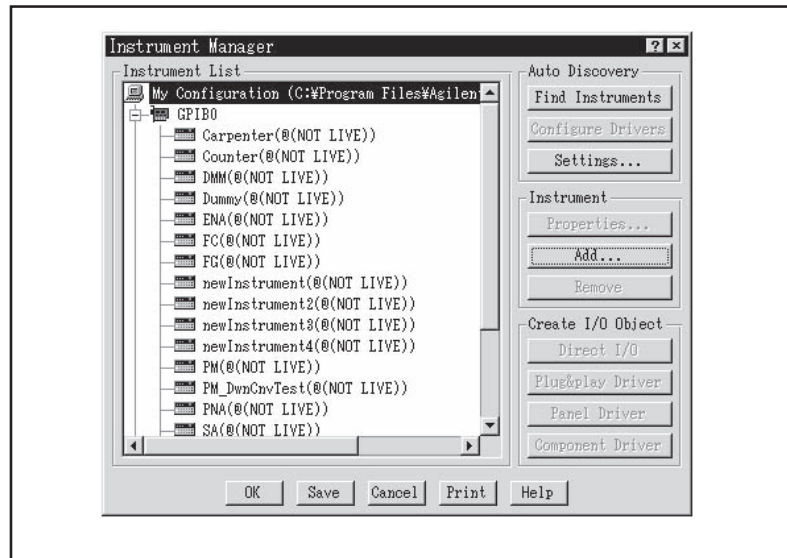 Instrument Manager
Instrument List
My Configuration (C:¥Program Files¥Agilen
GPIB0
Carpenter(@(NOT LIVE))
Counter(@(NOT LIVE))
DMM(@(NOT LIVE))
Dummy(@(NOT LIVE))
ENA(@(NOT LIVE))
FC(@(NOT LIVE))
FG(@(NOT LIVE))
newInstrument(@(NOT LIVE))
newInstrument2(@(NOT LIVE))
newInstrument3(@(NOT LIVE))
newInstrument4(@(NOT LIVE))
PM(@(NOT LIVE))
PM_DwnCnvTest(@(NOT LIVE))
PNA(@(NOT LIVE))
SA(@(NOT LIVE))
Auto Discovery
Find Instruments
Configure Drivers
Settings...
Instrument
Properties...
Add...
Remove
Create I/O Object
Direct I/O
Plug&play Driver
Panel Driver
Component Driver
OK Save Cancel Print Help